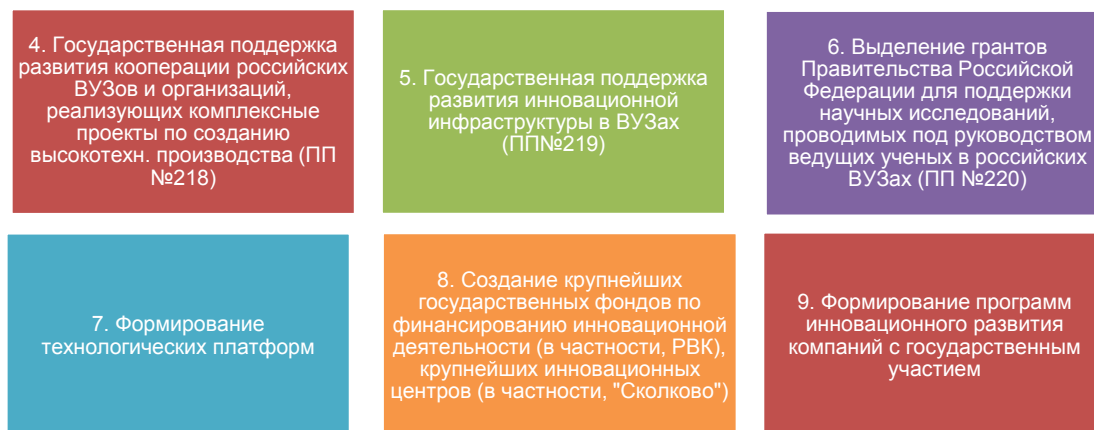 4. Государственная поддержка
развития кооперации российских
ВУЗов и организаций,
реализующих комплексные
проекты по созданию
высокотехн. производства (ПП
№218)
5. Государственная поддержка
развития инновационной
инфраструктуры в ВУЗах
(ПП№219)
6. Выделение грантов
Правительства Российской
Федерации для поддержки
научных исследований,
проводимых под руководством
ведущих ученых в российских
ВУЗах (ПП №220)
7. Формирование
технологических платформ
8. Создание крупнейших
государственных фондов по
финансированию инновационной
деятельности (в частности, РВК),
крупнейших инновационных
центров (в частности, "Сколково")
9. Формирование программ
инновационного развития
компаний с государственным
участием